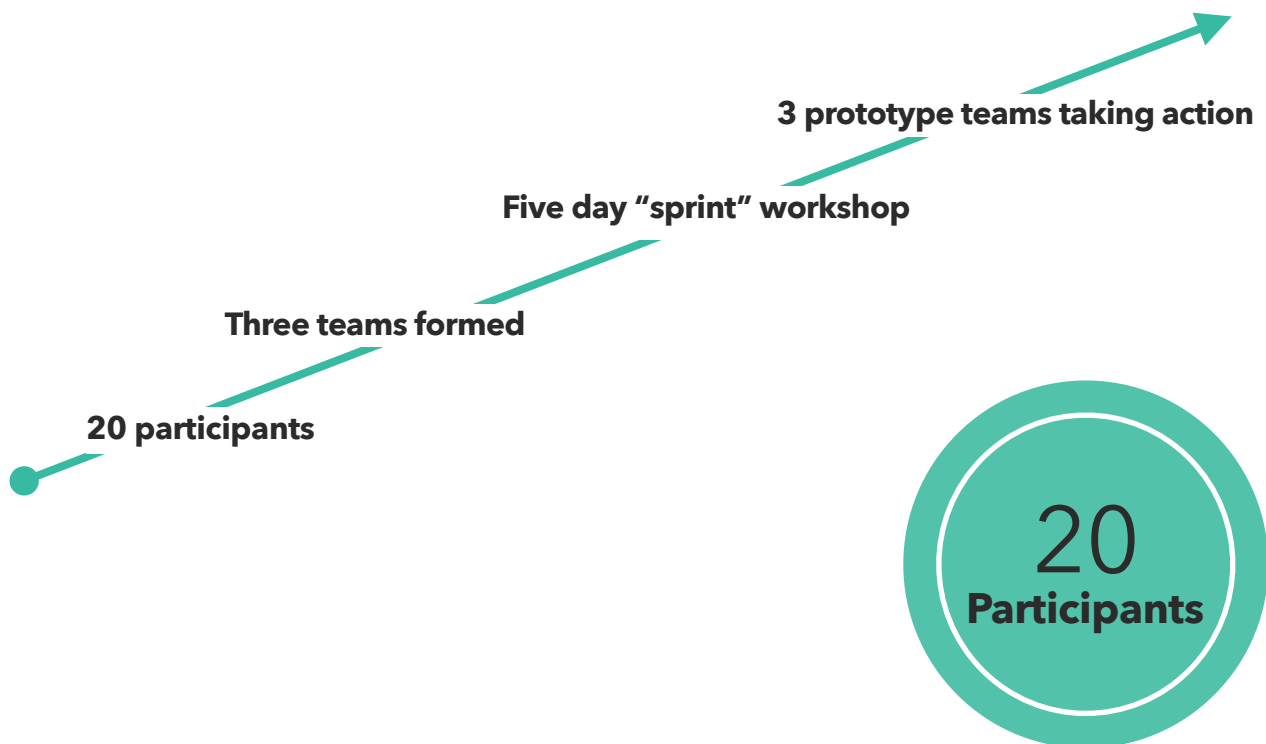 3 prototype teams taking action
Five day “sprint” workshop
Three teams formed
20 participants
20
Participants